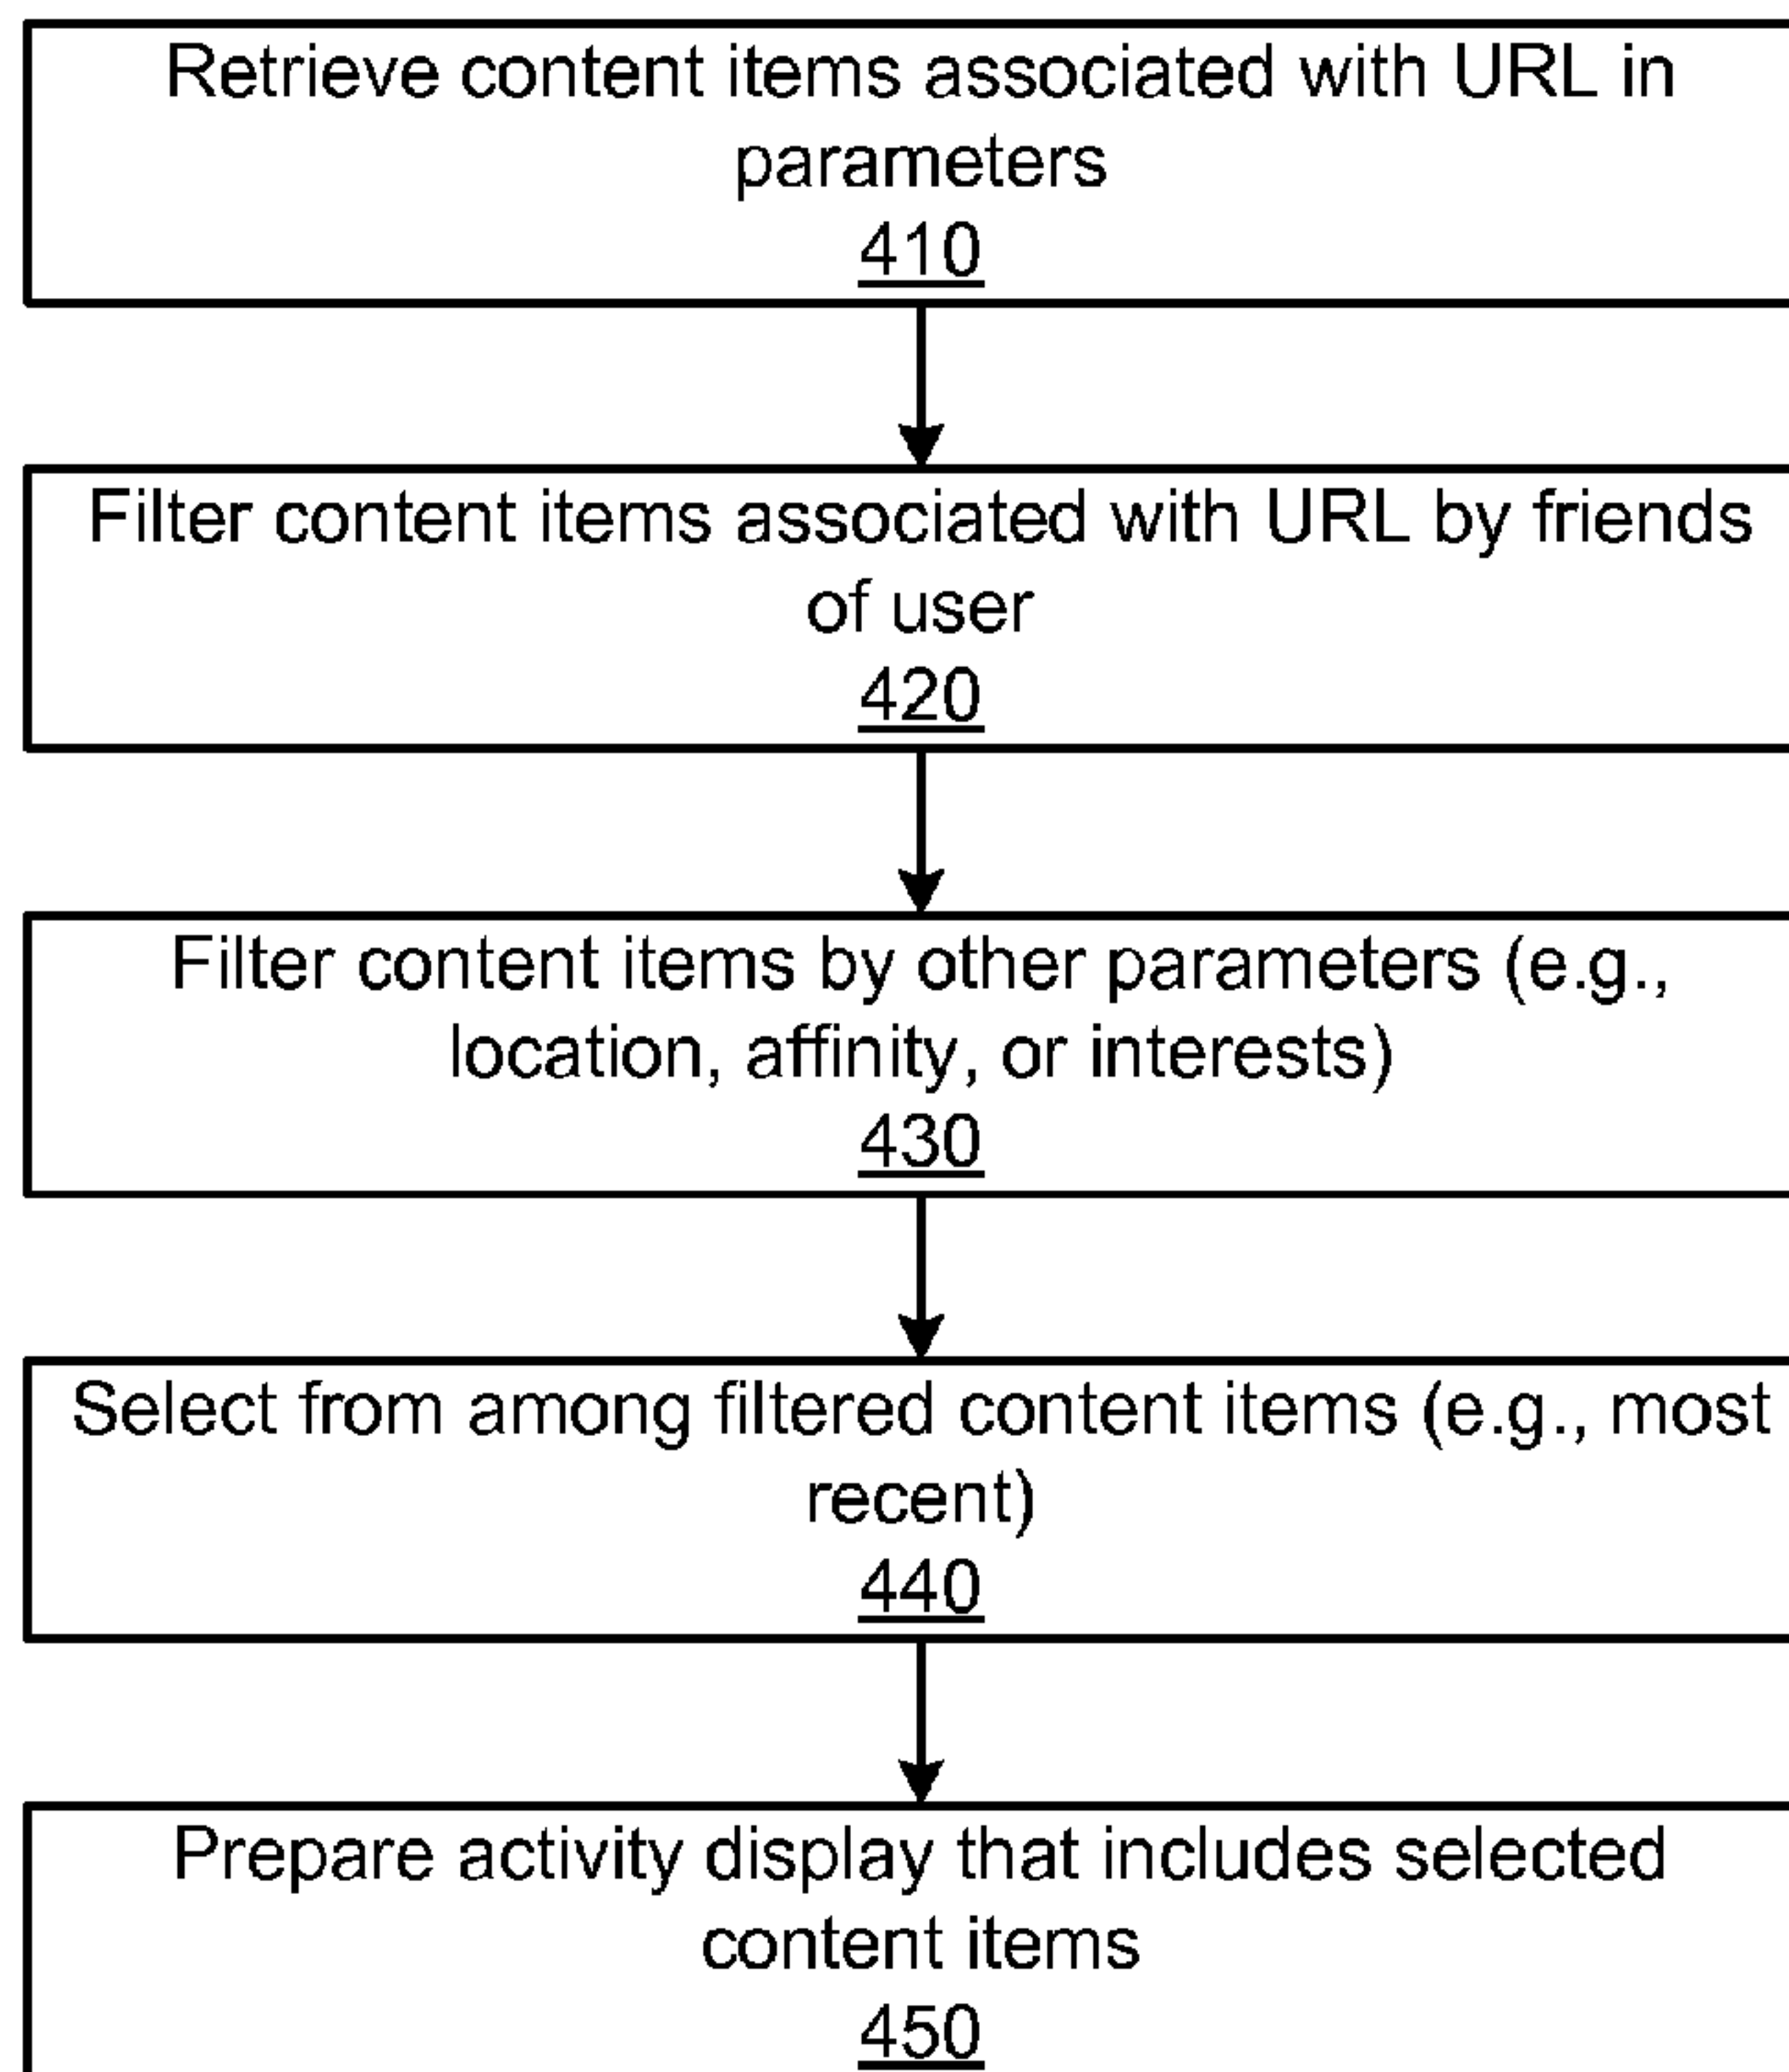 Retrieve content items associated with URL in
parameters
410
Filter content items associated with URL by friends
of user
420
Filter content items by other parameters (e.g.,
location, affinity, or interests)
430
Select from among filtered content items (e.g., most
recent)
440
Prepare activity display that includes selected
content items
450